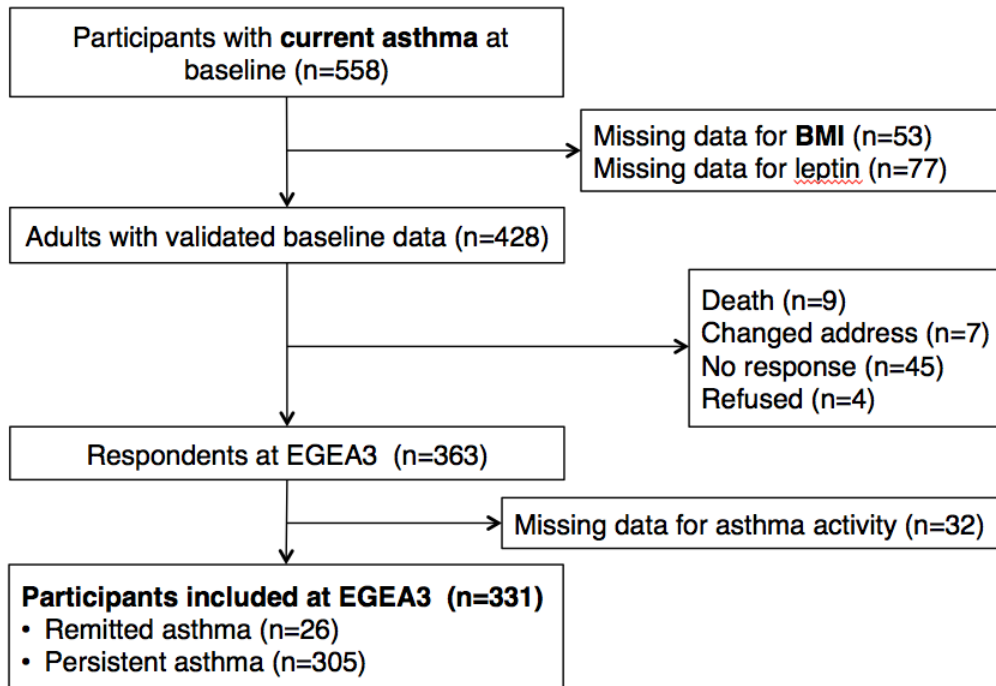 Participants with current asthma at
baseline (n=558)
Missing data for BMI (n=53)
Missing data for leptin (n=77)
Adults with validated baseline data (n=428)
Death (n=9)
Changed address (n=7)
No response (n=45)
Refused (n=4)
Respondents at EGEA3 (n=363)
Missing data for asthma activity (n=32)
Participants included at EGEA3 (n=331)
• Remitted asthma (n=26)
• Persistent asthma (n=305)